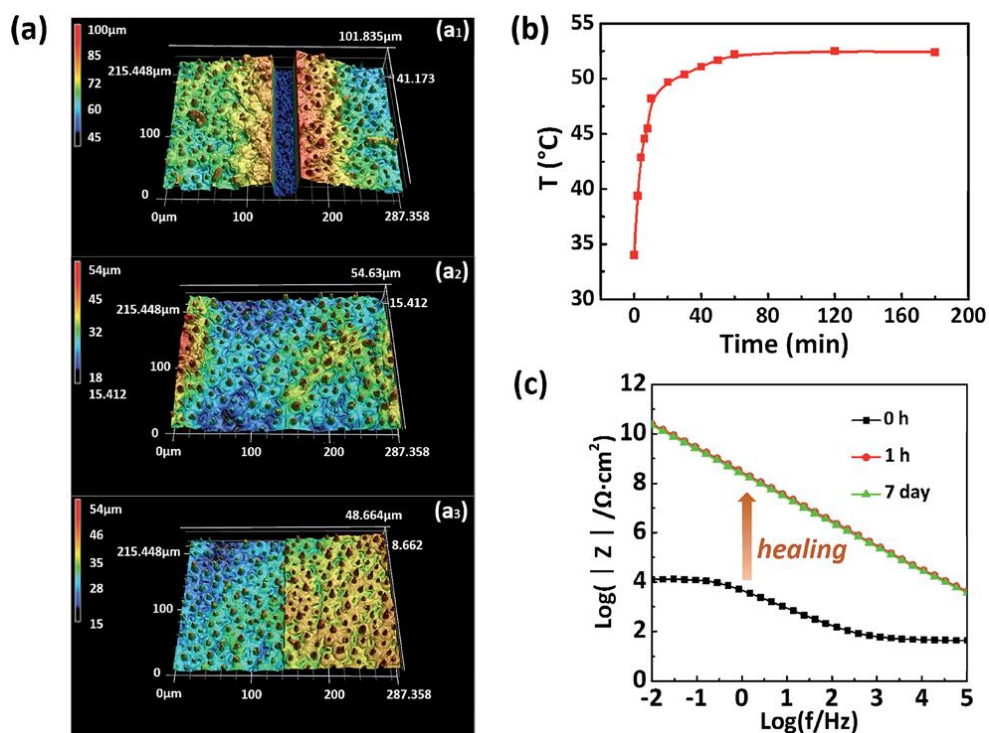 (a)
100μm
85
72
60
45
(a1)
101.835μm
215.448μm
41.173
100
0
0μm
100
200
287.358
54μm
45
32
18
15.412
(a2)
54.63μm
215.448μm
15.412
100
0
0μm
100
200
287.358
54μm
46
35
28
15
(a3)
48.664μm
215.448μm
8.662
100
0
0μm
100
200
287.358
(b)
T (°C)
55
50
45
40
35
30
0 40 80 120 160 200
Time (min)
(c)
Log( | Z | /Ω·cm²)
12
10
8
6
4
2
0
0 h
1 h
7 day
healing
-2 -1 0 1 2 3 4 5
Log(f/Hz)